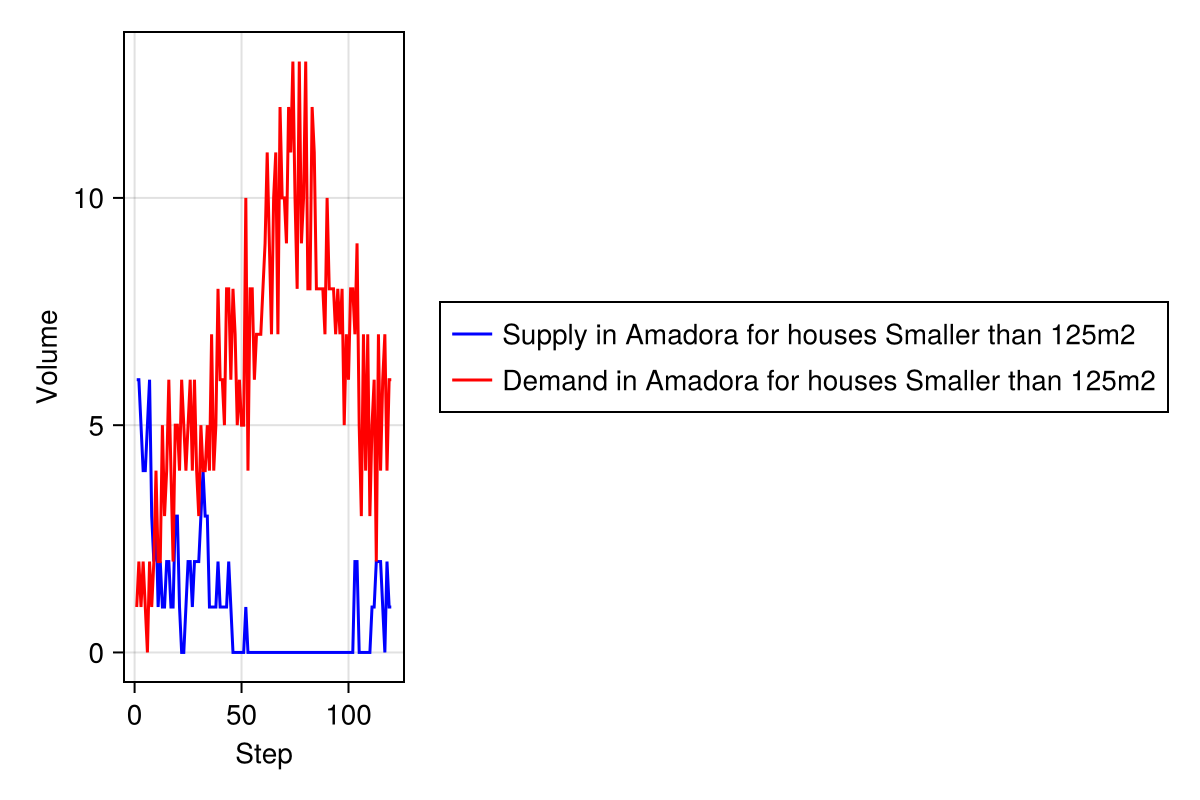 10
5
0
Volume
0 50 100
Step
Supply in Amadora for houses Smaller than 125m2
Demand in Amadora for houses Smaller than 125m2